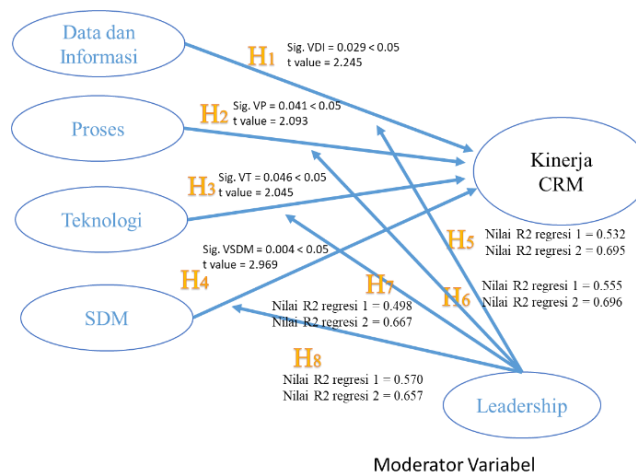 Data dan
Informasi
H1
Sig. VDI = 0.029 < 0.05
t value = 2.245
Proses
H2
Sig. VP = 0.041 < 0.05
t value = 2.093
Kinerja
CRM
Teknologi
H3
Sig. VT = 0.046 < 0.05
t value = 2.045
H5
Nilai R2 regresi 1 = 0.532
Nilai R2 regresi 2 = 0.695
SDM
H4
Sig. VSDM = 0.004 < 0.05
t value = 2.969
H7
Nilai R2 regresi 1 = 0.498
Nilai R2 regresi 2 = 0.667
H6
Nilai R2 regresi 1 = 0.555
Nilai R2 regresi 2 = 0.696
H8
Nilai R2 regresi 1 = 0.570
Nilai R2 regresi 2 = 0.657
Leadership
Moderator Variabel